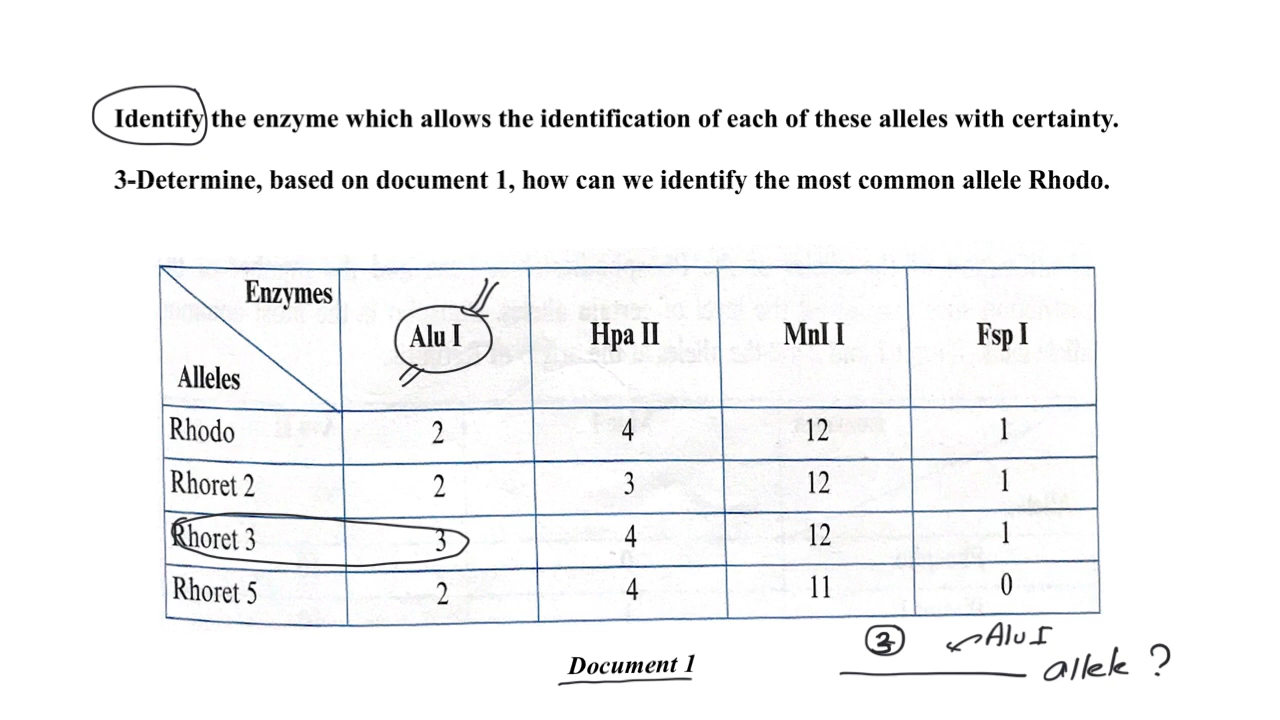 Identify the enzyme which allows the identification of each of these alleles with certainty.
3-Determine, based on document 1, how can we identify the most common allele Rhodo.
Enzymes
Alleles
Alu I Hpa II MnI I Fsp I
Rhodo 2 4 12 1
Rhoret 2 2 3 12 1
Rhoret 3 3 4 12 1
Rhoret 5 2 4 11 0
Document 1
3 Alu I
allele ?